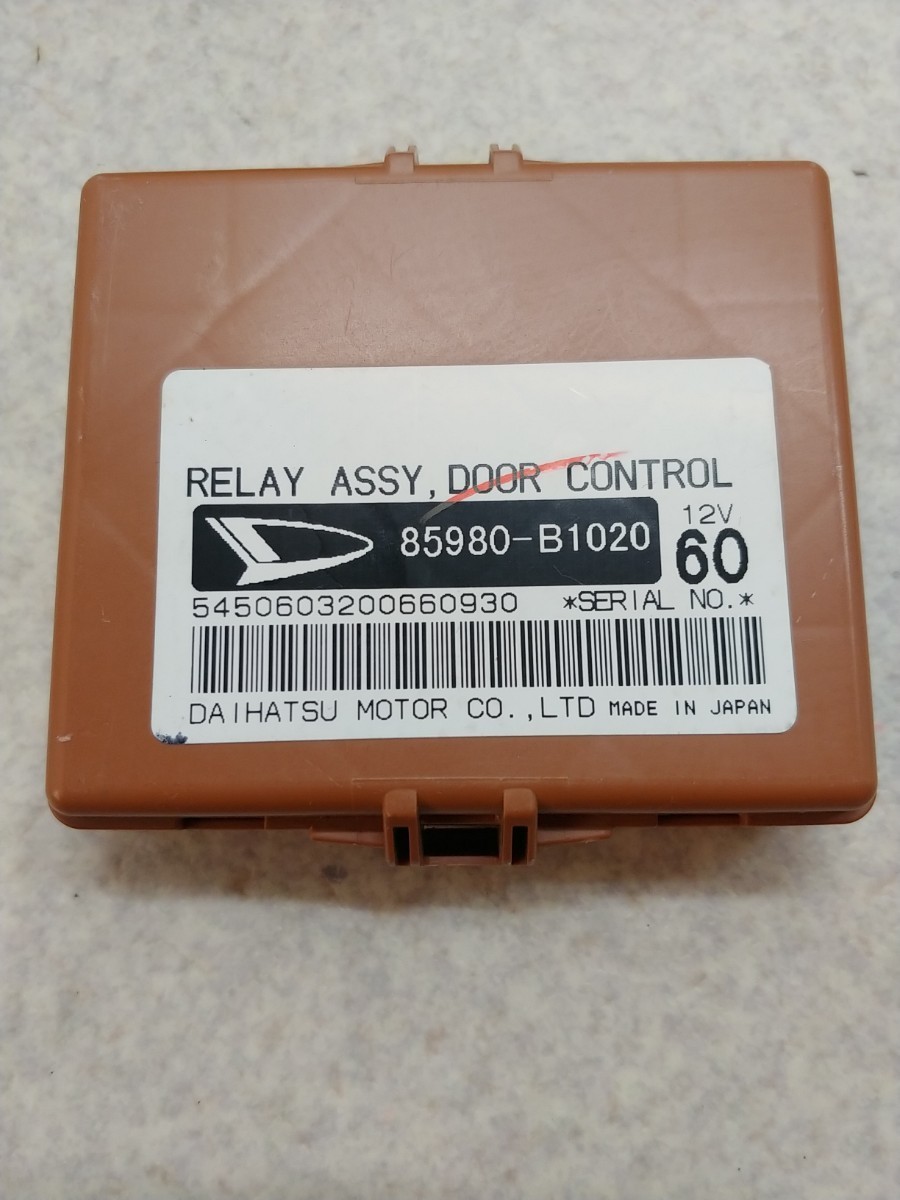 RELAY ASSY, DOOR CONTROL
85980-B1020
12V
60
5450603200660930 *SERIAL NO.*
DAIHATSU MOTOR CO.,LTD MADE IN JAPAN